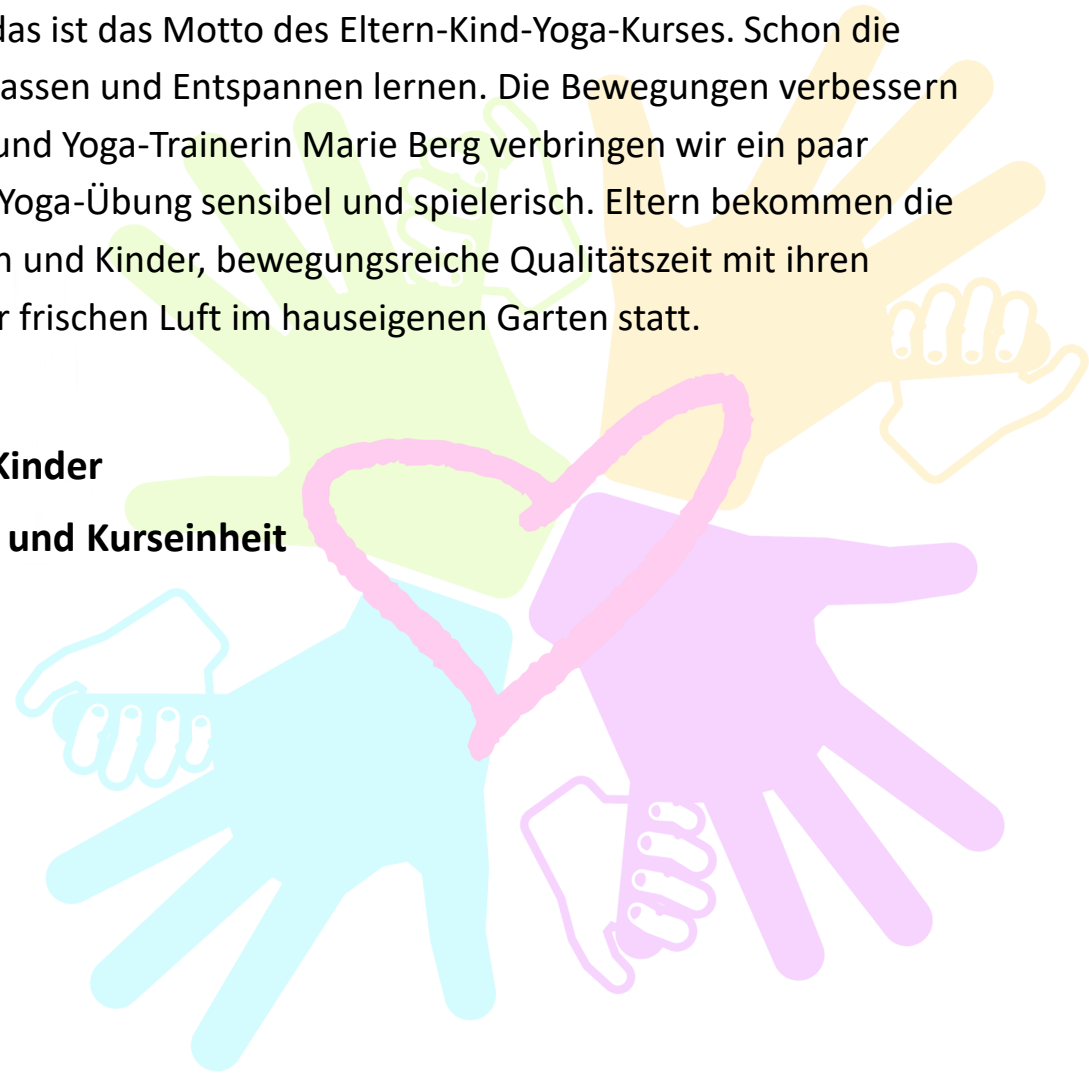 das ist das Motto des Eltern-Kind-Yoga-Kurses. Schon die
assen und Entspannen lernen. Die Bewegungen verbessern
und Yoga-Trainerin Marie Berg verbringen wir ein paar
Yoga-Übung sensibel und spielerisch. Eltern bekommen die
n und Kinder, bewegungsreiche Qualitätszeit mit ihren
r frischen Luft im hauseigenen Garten statt.
Kinder
und Kurseinheit